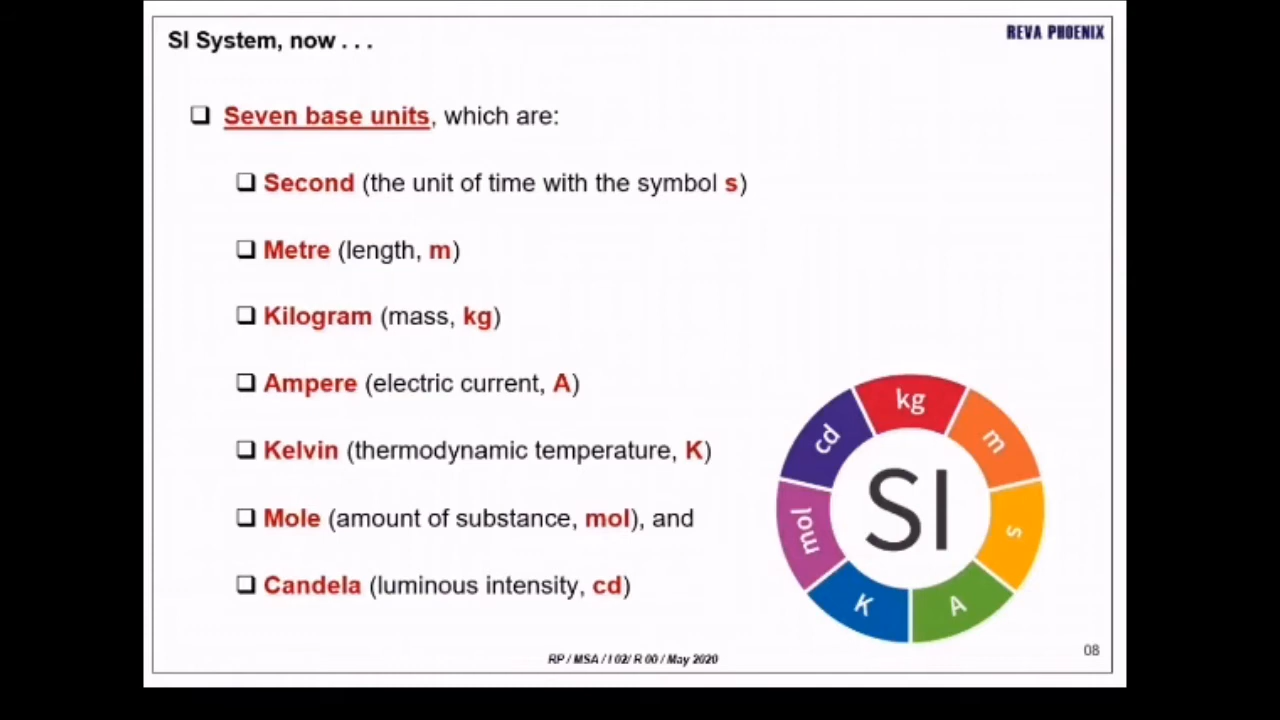 SI System, now . . .
REVA PHOENIX
Seven base units, which are:
Second (the unit of time with the symbol s)
Metre (length, m)
Kilogram (mass, kg)
Ampere (electric current, A)
Kelvin (thermodynamic temperature, K)
Mole (amount of substance, mol), and
Candela (luminous intensity, cd)
kg
m
s
A
K
mol
cd
SI
RP / MSA / I 02/ R 00 / May 2020
08